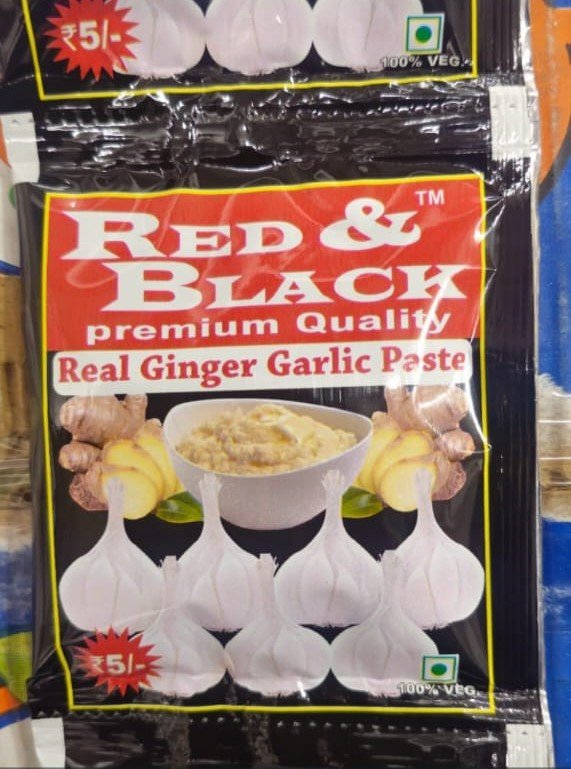 ₹5/-
100% VEG.
RED & TM
BLACK
premium Quality
Real Ginger Garlic Paste
₹5/-
100% VEG.